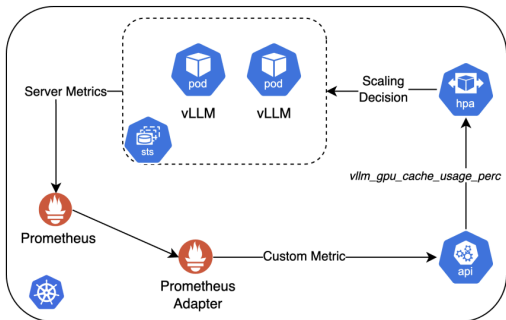 pod
pod
vLLM
vLLM
sts
Server Metrics
Scaling
Decision
hpa
vllm_gpu_cache_usage_perc
Prometheus
Prometheus
Adapter
Custom Metric
api